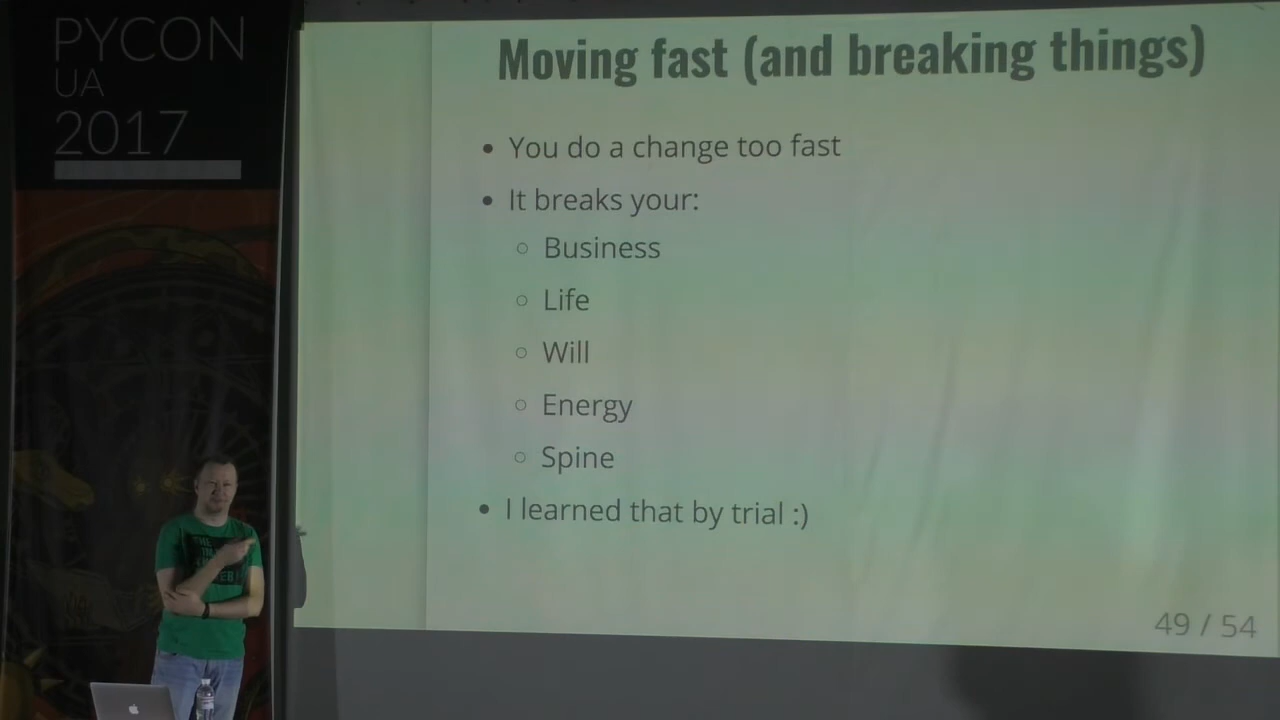 PYCON
UA
2017
Moving fast (and breaking things)
You do a change too fast
It breaks your:
Business
Life
Will
Energy
Spine
I learned that by trial :)
49 / 54
THE